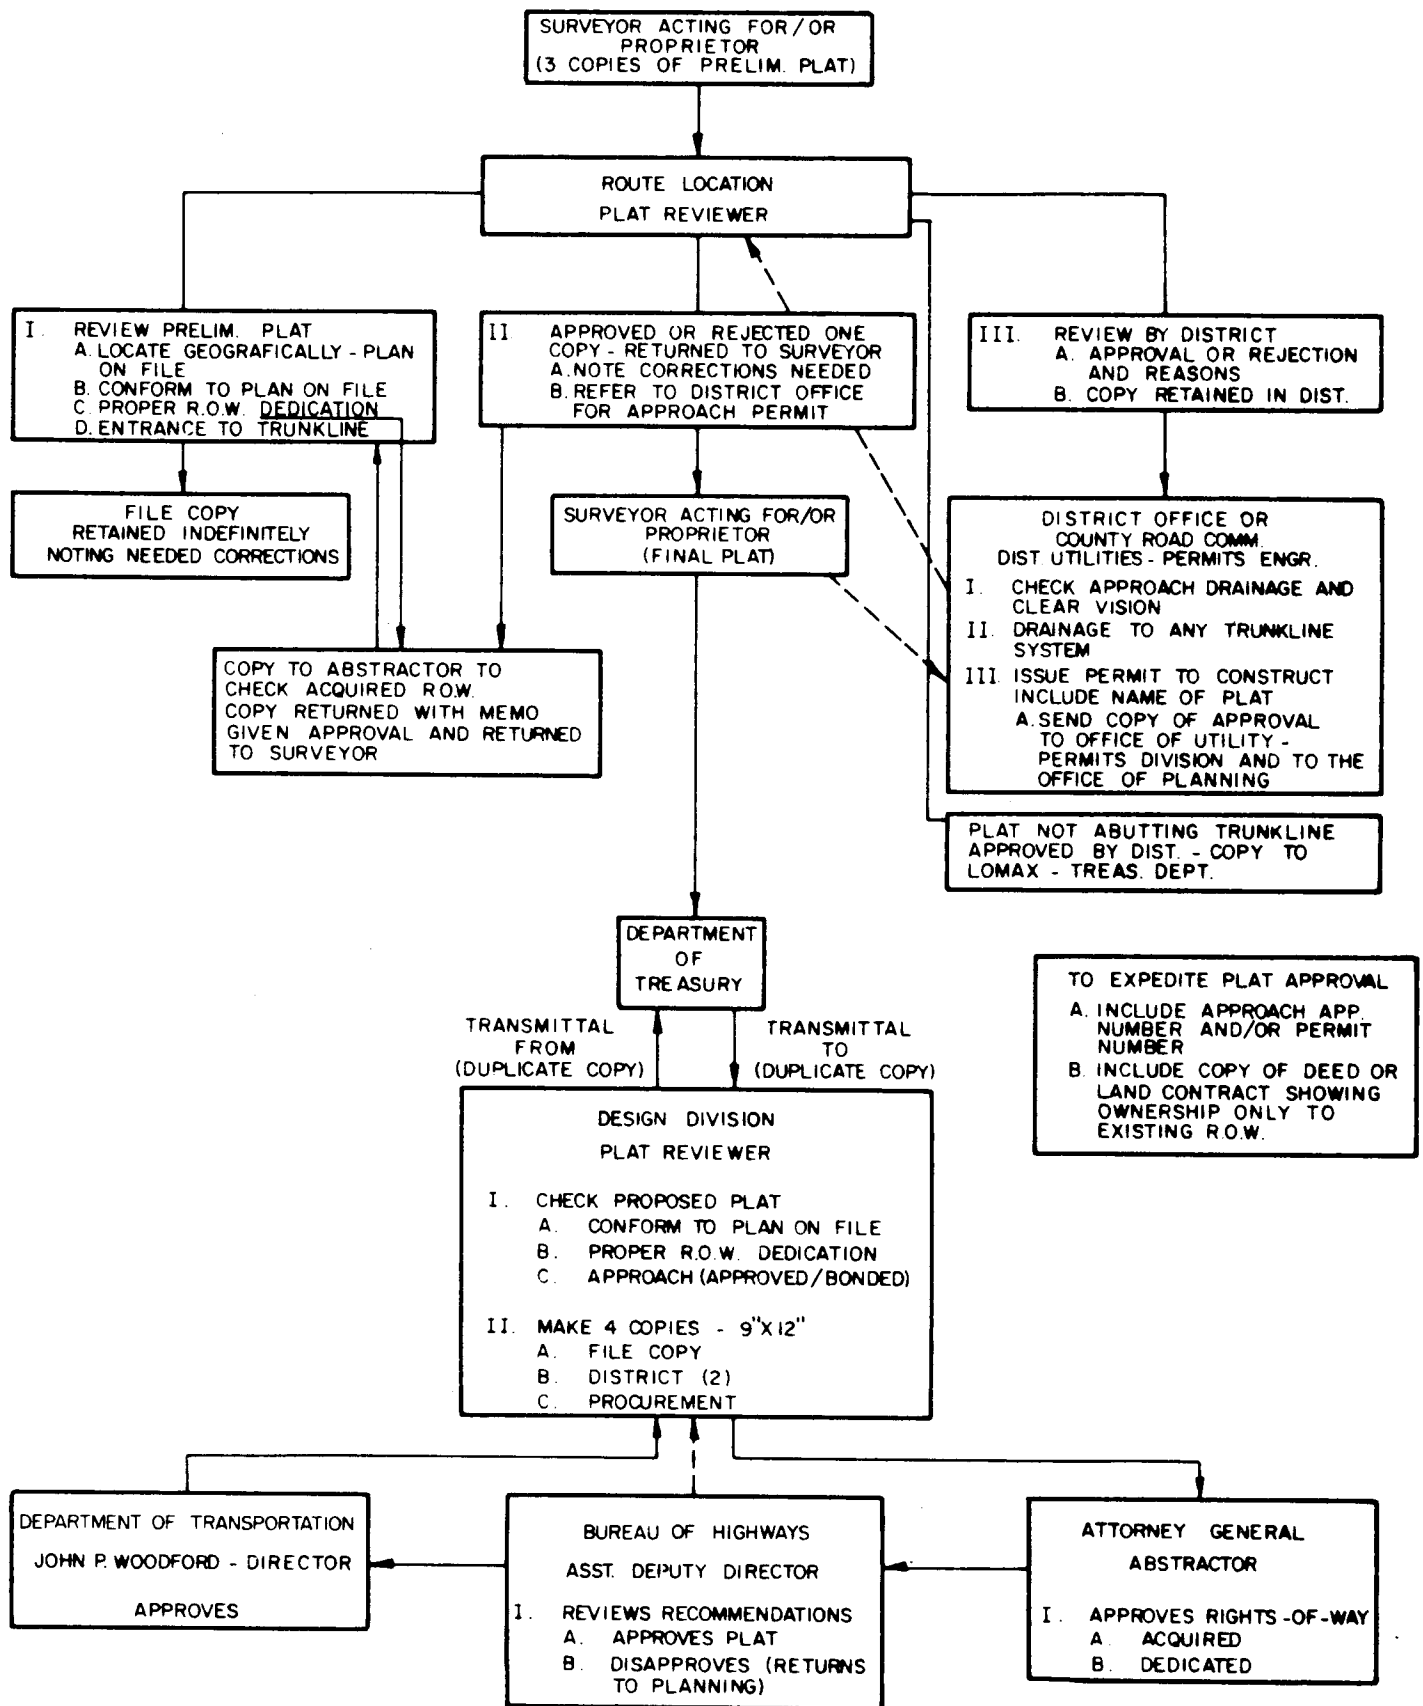 SURVEYOR ACTING FOR/OR
PROPRIETOR
(3 COPIES OF PRELIM. PLAT)
ROUTE LOCATION
PLAT REVIEWER
I. REVIEW PRELIM. PLAT
A. LOCATE GEOGRAFICALLY - PLAN
ON FILE
B. CONFORM TO PLAN ON FILE
C. PROPER R.O.W. DEDICATION
D. ENTRANCE TO TRUNKLINE
II. APPROVED OR REJECTED ONE
COPY - RETURNED TO SURVEYOR
A. NOTE CORRECTIONS NEEDED
B. REFER TO DISTRICT OFFICE
FOR APPROACH PERMIT
III. REVIEW BY DISTRICT
A. APPROVAL OR REJECTION
AND REASONS
B. COPY RETAINED IN DIST.
FILE COPY
RETAINED INDEFINITELY
NOTING NEEDED CORRECTIONS
SURVEYOR ACTING FOR/OR
PROPRIETOR
(FINAL PLAT)
DISTRICT OFFICE OR
COUNTY ROAD COMM.
DIST. UTILITIES - PERMITS ENGR.
I. CHECK APPROACH DRAINAGE AND
CLEAR VISION
II. DRAINAGE TO ANY TRUNKLINE
SYSTEM
III. ISSUE PERMIT TO CONSTRUCT
INCLUDE NAME OF PLAT
A. SEND COPY OF APPROVAL
TO OFFICE OF UTILITY -
PERMITS DIVISION AND TO THE
OFFICE OF PLANNING
COPY TO ABSTRACTOR TO
CHECK ACQUIRED R.O.W.
COPY RETURNED WITH MEMO
GIVEN APPROVAL AND RETURNED
TO SURVEYOR
PLAT NOT ABUTTING TRUNKLINE
APPROVED BY DIST. - COPY TO
LOMAX - TREAS. DEPT.
DEPARTMENT
OF
TREASURY
TO EXPEDITE PLAT APPROVAL
A. INCLUDE APPROACH APP.
NUMBER AND/OR PERMIT
NUMBER
B. INCLUDE COPY OF DEED OR
LAND CONTRACT SHOWING
OWNERSHIP ONLY TO
EXISTING R.O.W.
TRANSMITTAL
FROM
(DUPLICATE COPY)
TRANSMITTAL
TO
(DUPLICATE COPY)
DESIGN DIVISION
PLAT REVIEWER
I. CHECK PROPOSED PLAT
A. CONFORM TO PLAN ON FILE
B. PROPER R.O.W. DEDICATION
C. APPROACH (APPROVED/BONDED)
II. MAKE 4 COPIES - 9"X12"
A. FILE COPY
B. DISTRICT (2)
C. PROCUREMENT
DEPARTMENT OF TRANSPORTATION
JOHN P. WOODFORD - DIRECTOR
APPROVES
BUREAU OF HIGHWAYS
ASST. DEPUTY DIRECTOR
I. REVIEWS RECOMMENDATIONS
A. APPROVES PLAT
B. DISAPPROVES (RETURNS
TO PLANNING)
ATTORNEY GENERAL
ABSTRACTOR
I. APPROVES RIGHTS-OF-WAY
A. ACQUIRED
B. DEDICATED